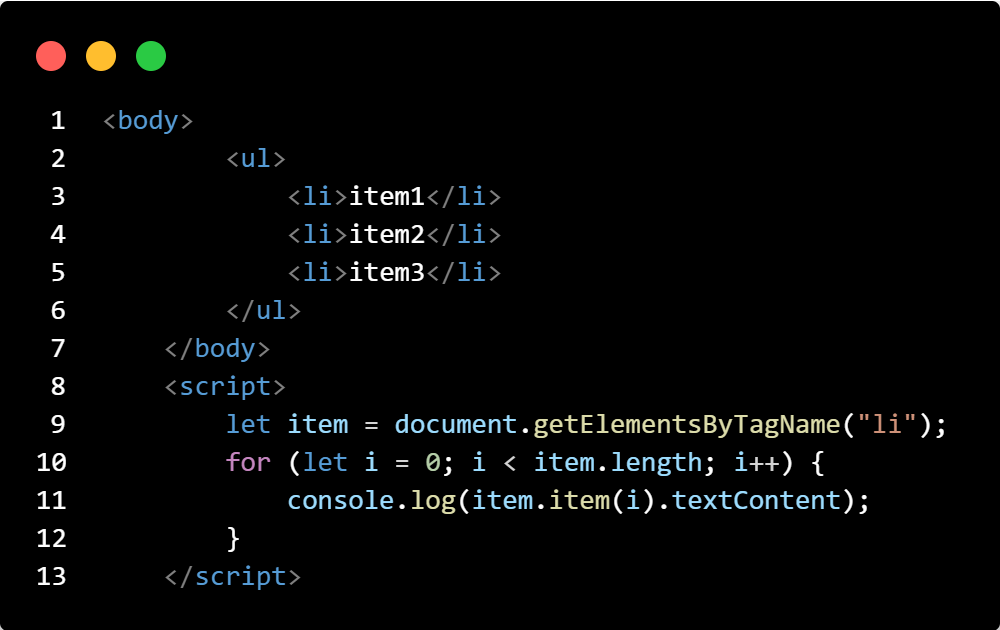 1 <body>
2         <ul>
3             <li>item1</li>
4             <li>item2</li>
5             <li>item3</li>
6         </ul>
7     </body>
8     <script>
9         let item = document.getElementsByTagName("li");
10         for (let i = 0; i < item.length; i++) {
11             console.log(item.item(i).textContent);
12         }
13     </script>